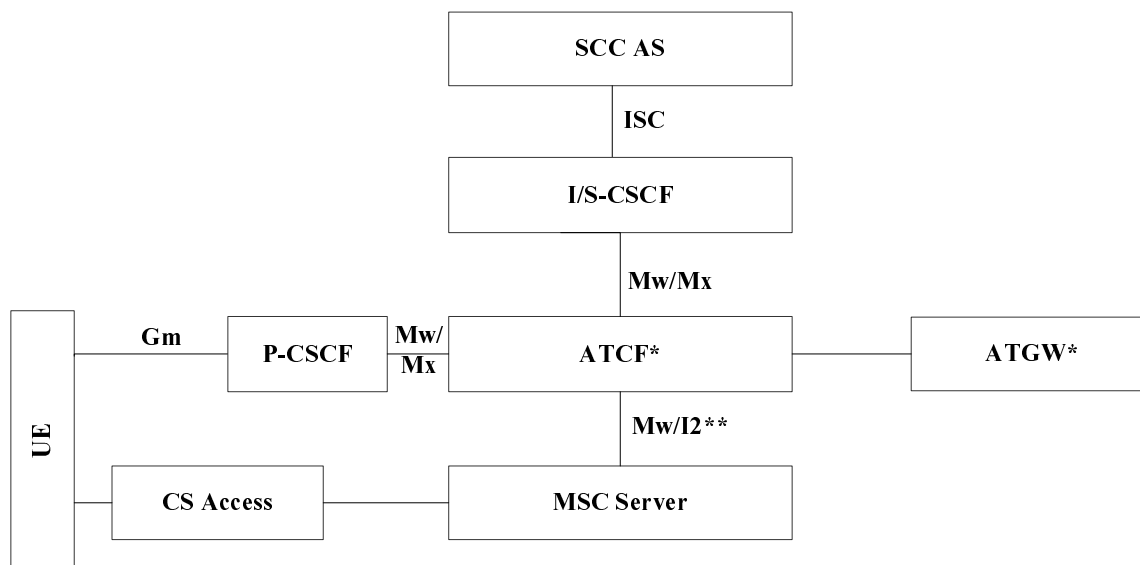 SCC AS
ISC
I/S-CSCF
Mw/Mx
Gm
P-CSCF
Mw/
Mx
ATCF*
ATGW*
Mw/I2**
UE
CS Access
MSC Server